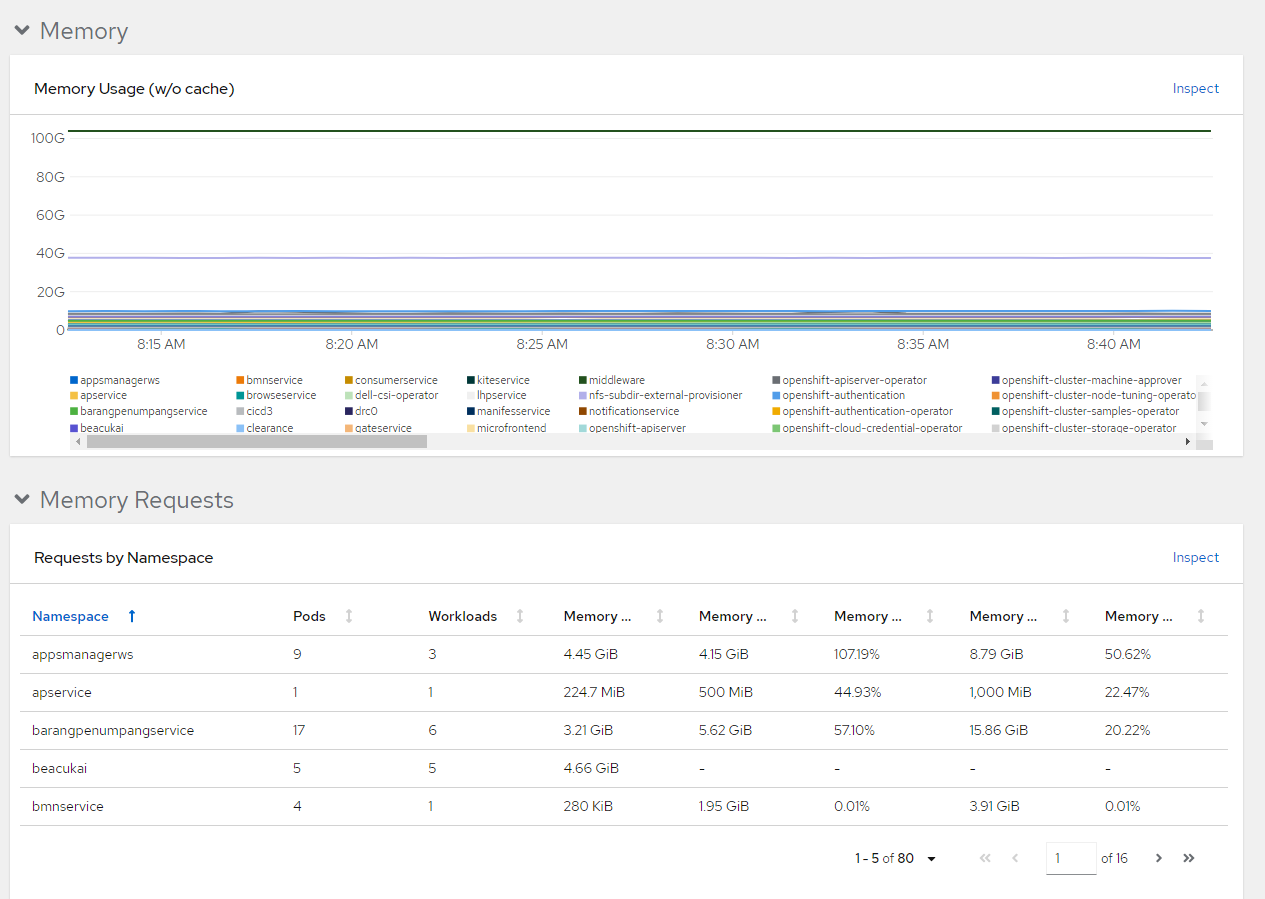 Memory
Memory Usage (w/o cache) Inspect
100G
80G
60G
40G
20G
0
8:15 AM 8:20 AM 8:25 AM 8:30 AM 8:35 AM 8:40 AM
appsmanagerws bmnservice consumerservice kiteservice middleware openshift-apiserver-operator openshift-cluster-machine-approver
apservice browseservice dell-csi-operator lhpservice nfs-subdir-external-provisioner openshift-authentication openshift-cluster-node-tuning-operato
barangpenumpangservice cicd3 drc0 manifesservice notificationservice openshift-authentication-operator openshift-cluster-samples-operator
beacukai clearance gateservice microfrontend openshift-apiserver openshift-cloud-credential-operator openshift-cluster-storage-operator
Memory Requests
Requests by Namespace Inspect
Namespace Pods Workloads Memory ... Memory ... Memory ... Memory ... Memory ...
appsmanagerws 9 3 4.45 GiB 4.15 GiB 107.19% 8.79 GiB 50.62%
apservice 1 1 224.7 MiB 500 MiB 44.93% 1,000 MiB 22.47%
barangpenumpangservice 17 6 3.21 GiB 5.62 GiB 57.10% 15.86 GiB 20.22%
beacukai 5 5 4.66 GiB - - - -
bmnservice 4 1 280 KiB 1.95 GiB 0.01% 3.91 GiB 0.01%
1 - 5 of 80 1 of 16